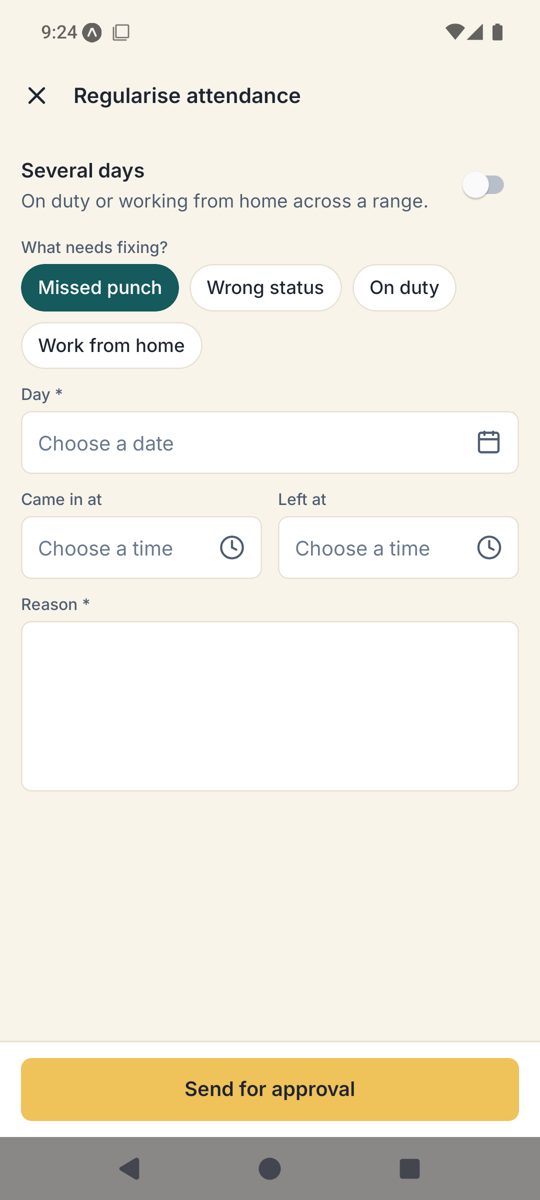 9:24
Regularise attendance
Several days
On duty or working from home across a range.
What needs fixing?
Missed punch
Wrong status
On duty
Work from home
Day *
Choose a date
Came in at
Left at
Choose a time
Choose a time
Reason *
Send for approval